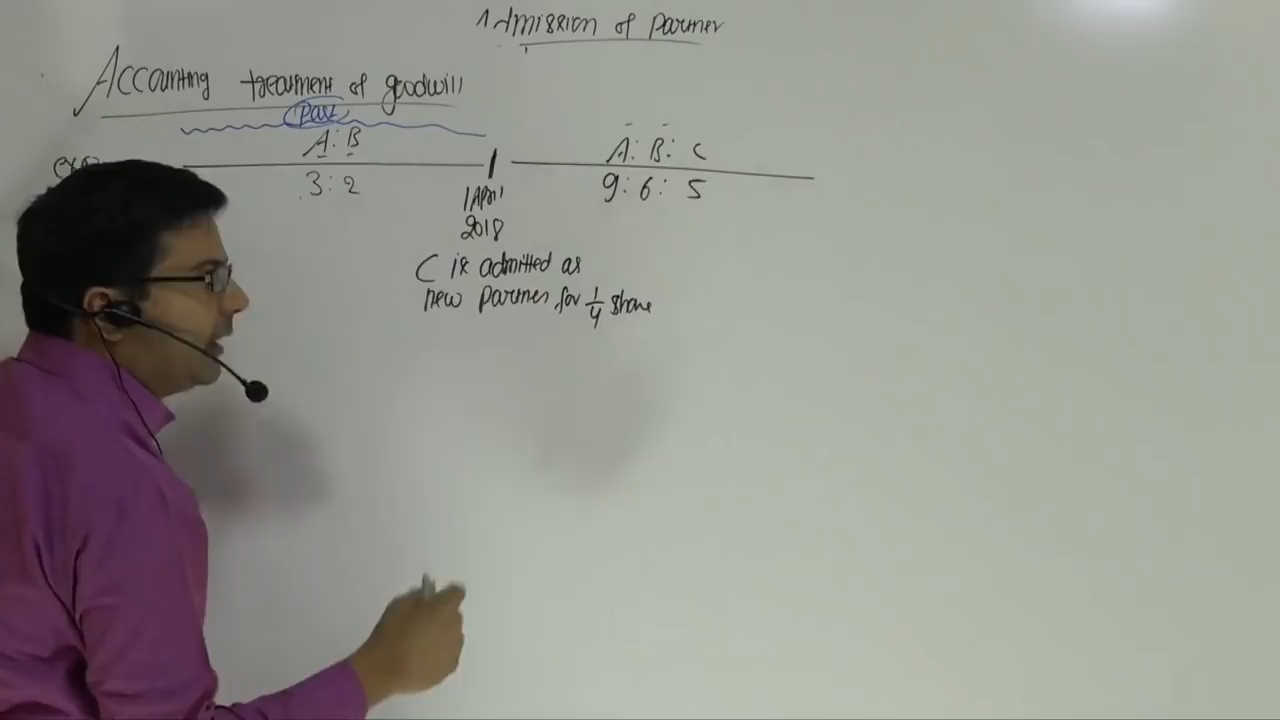 Admission of Partner
Accounting treatment of goodwill
Past
A : B
A : B : C
3 : 2
9 : 6 : 5
1 April
2018
C is admitted as
new Partner for 1/4 share